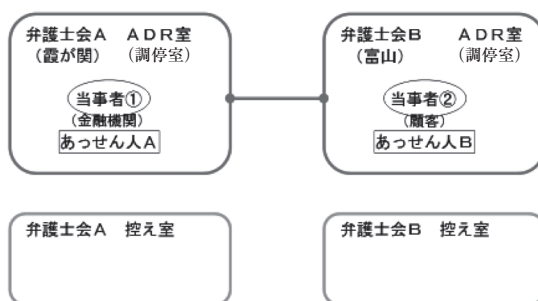 弁護士会A ADR室
(霞が関) (調停室)
当事者①
(金融機関)
あっせん人A
弁護士会B ADR室
(富山) (調停室)
当事者②
(顧客)
あっせん人B
弁護士会A 控え室
弁護士会B 控え室